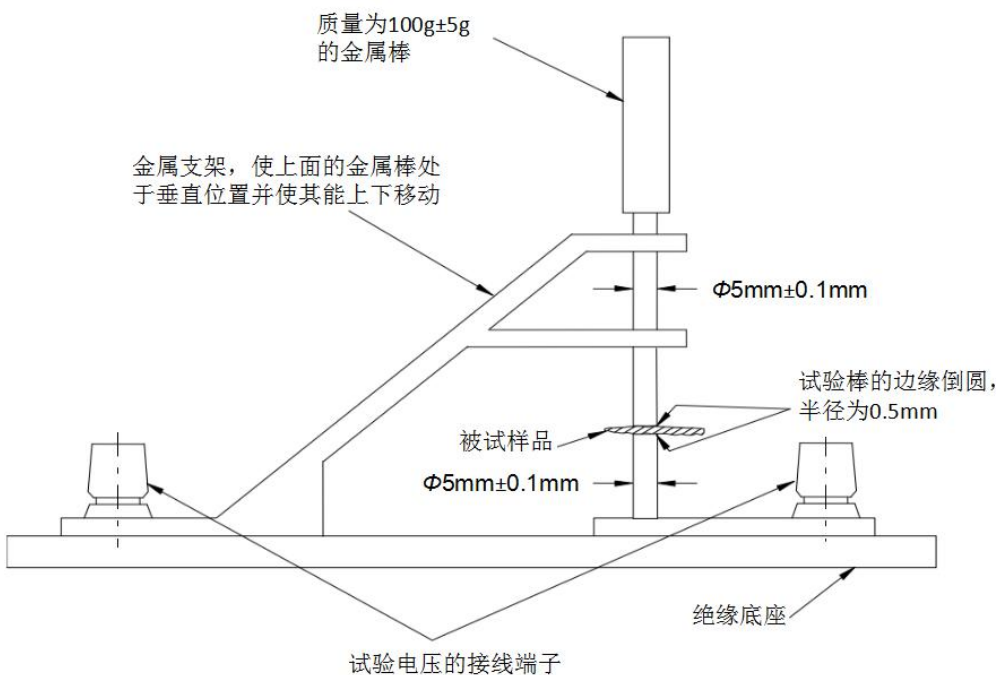 质量为100g±5g
的金属棒
金属支架，使上面的金属棒处
于垂直位置并使其能上下移动
Φ5mm±0.1mm
试验棒的边缘倒圆，
半径为0.5mm
被试样品
Φ5mm±0.1mm
绝缘底座
试验电压的接线端子